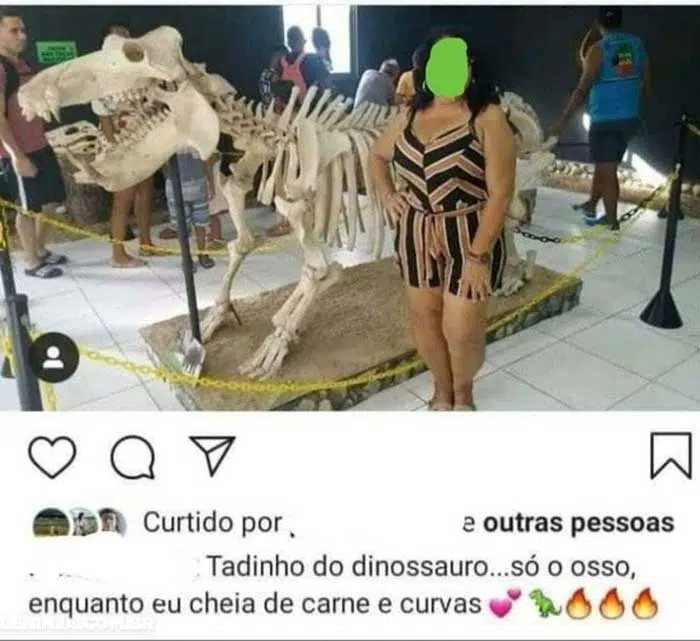 Curtido por
e outras pessoas
Tadinho do dinossauro...só o osso,
enquanto eu cheia de carne e curvas 💕🦖🔥🔥🔥